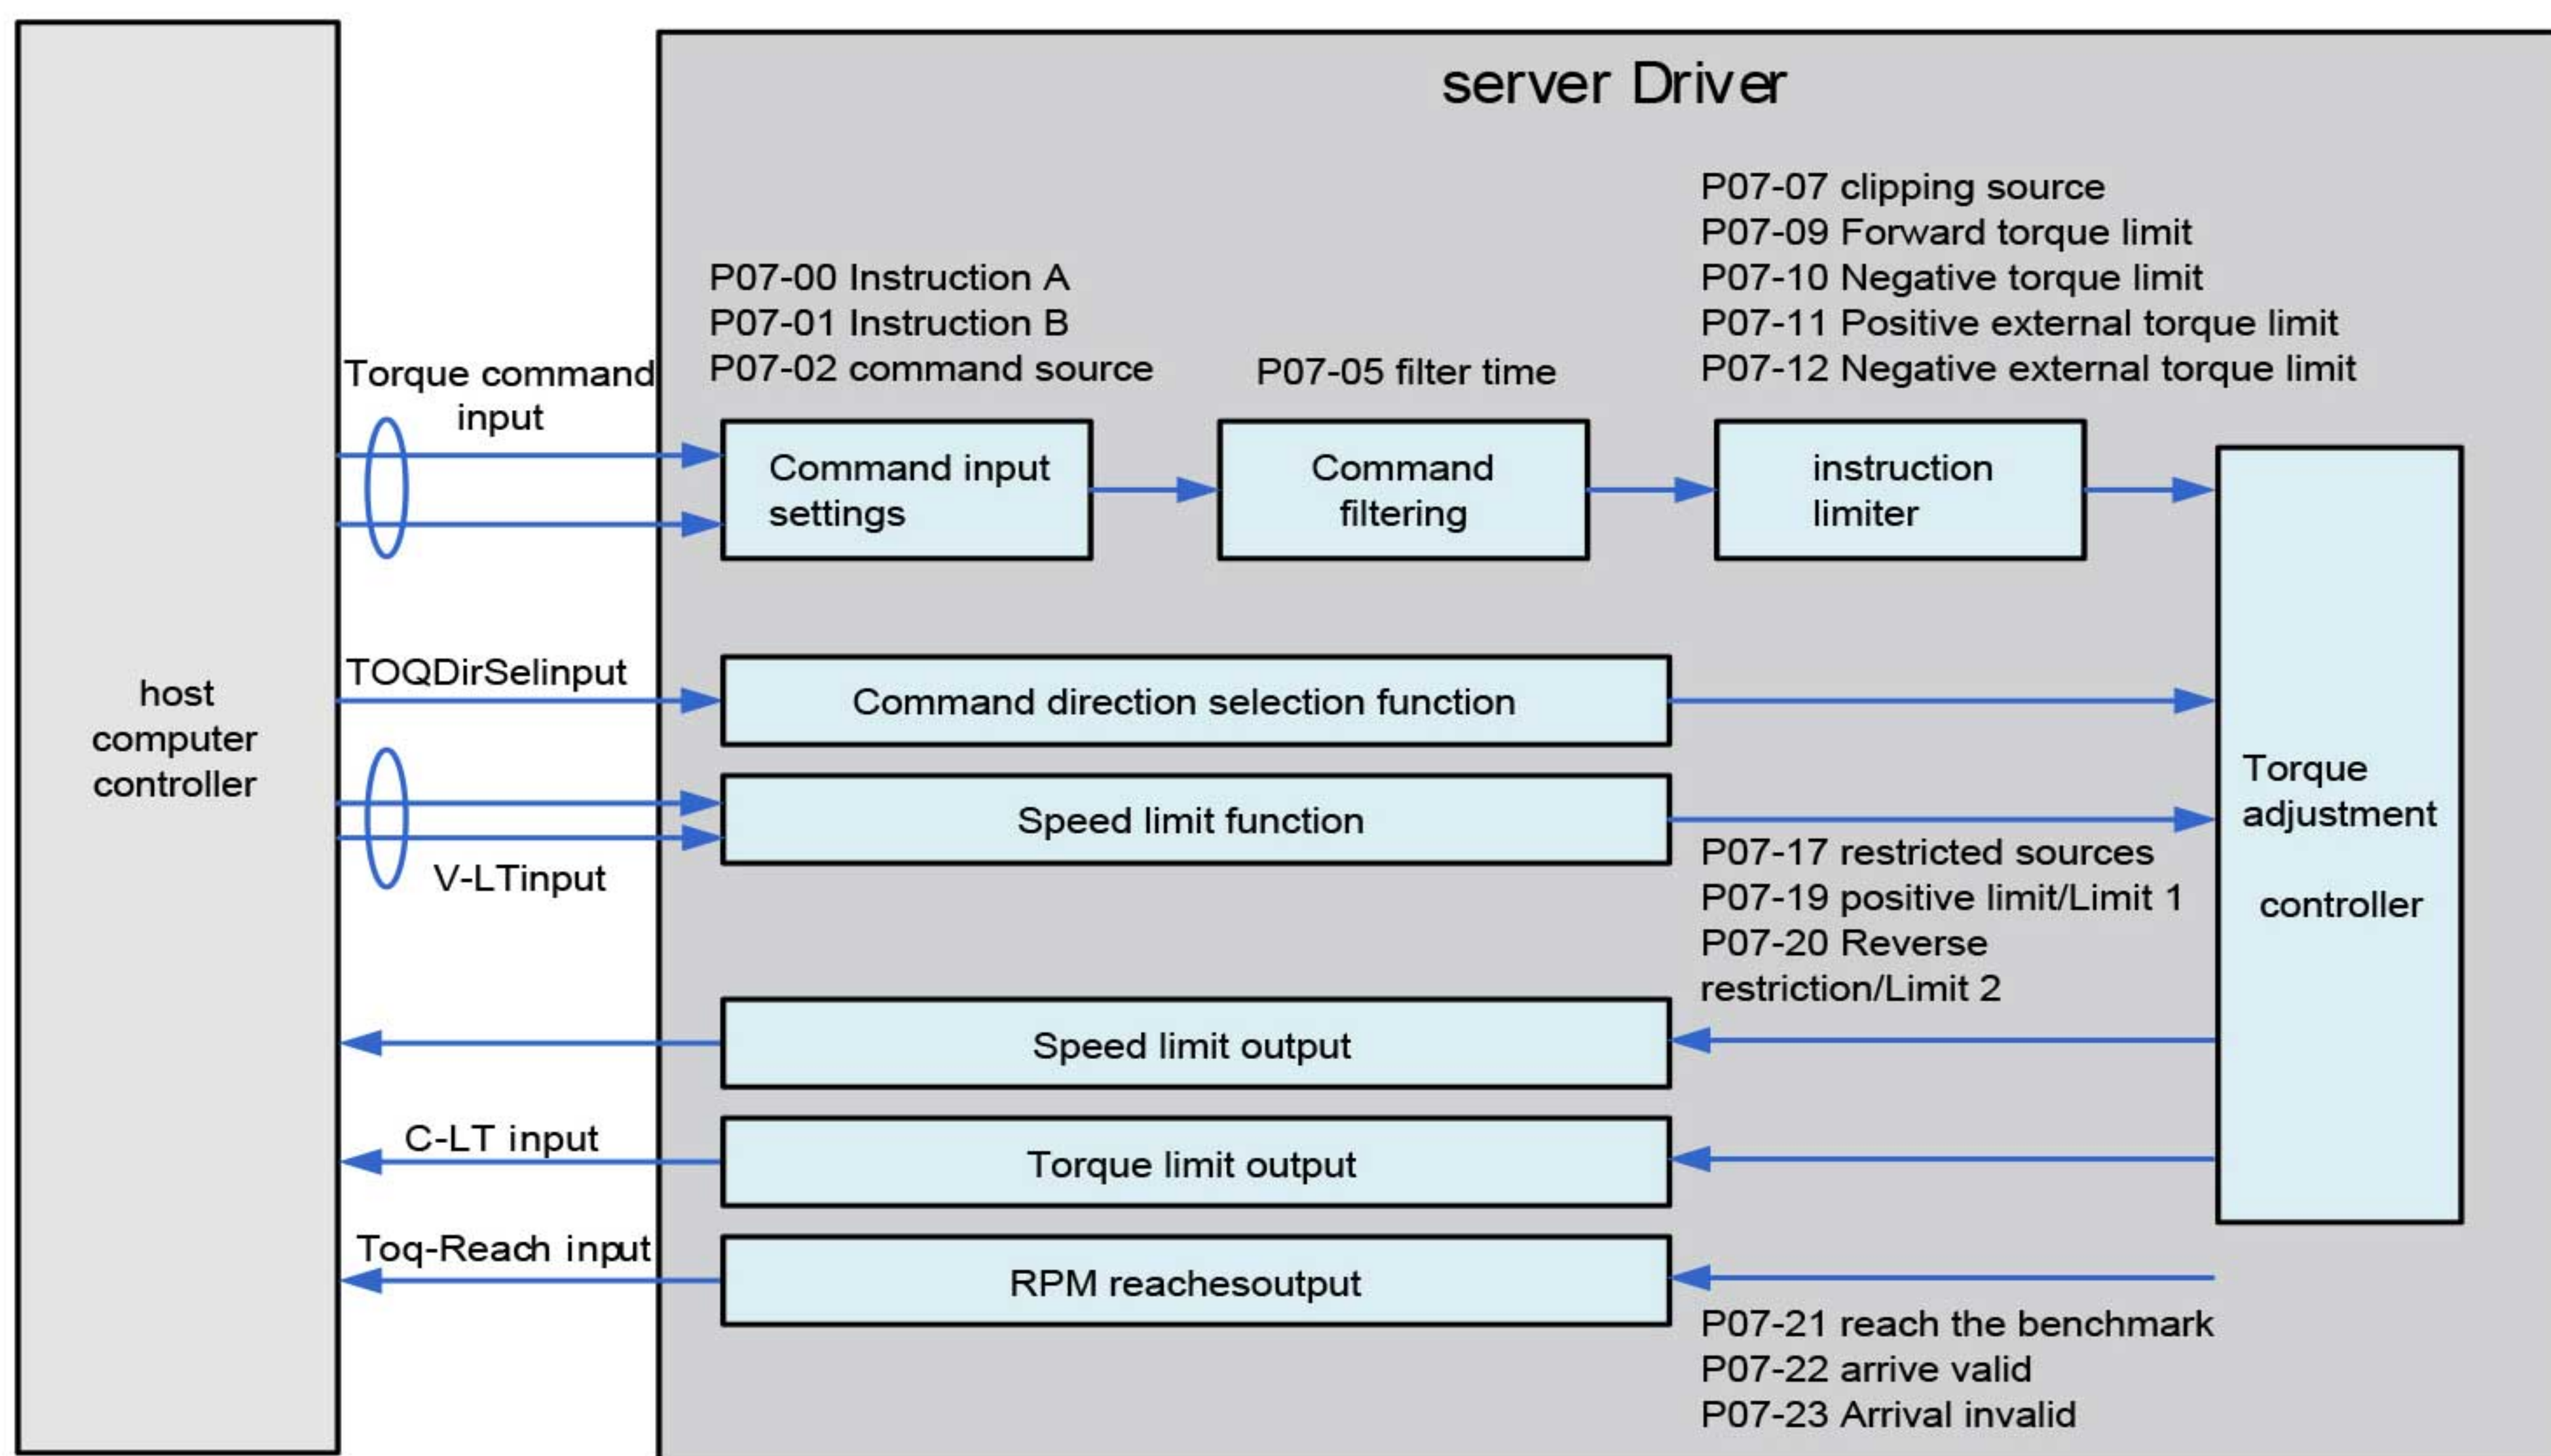 server Driver
P07-07 clipping source
P07-09 Forward torque limit
P07-10 Negative torque limit
P07-11 Positive external torque limit
P07-12 Negative external torque limit
P07-00 Instruction A
P07-01 Instruction B
P07-02 command source
P07-05 filter time
Torque command
input
Command input
settings
Command
filtering
instruction
limiter
host
computer
controller
TOQDirSelinput
Command direction selection function
Speed limit function
V-LTinput
Torque
adjustment
controller
P07-17 restricted sources
P07-19 positive limit/Limit 1
P07-20 Reverse
restriction/Limit 2
Speed limit output
C-LT input
Torque limit output
Toq-Reach input
RPM reachesoutput
P07-21 reach the benchmark
P07-22 arrive valid
P07-23 Arrival invalid